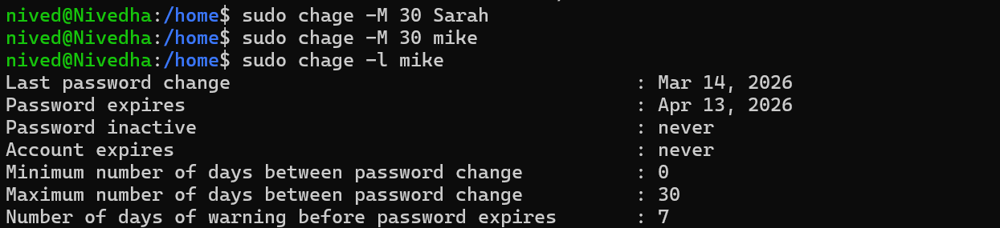 nived@Nivedha:/home$ sudo chage -M 30 Sarah
nived@Nivedha:/home$ sudo chage -M 30 mike
nived@Nivedha:/home$ sudo chage -l mike
Last password change : Mar 14, 2026
Password expires : Apr 13, 2026
Password inactive : never
Account expires : never
Minimum number of days between password change : 0
Maximum number of days between password change : 30
Number of days of warning before password expires : 7